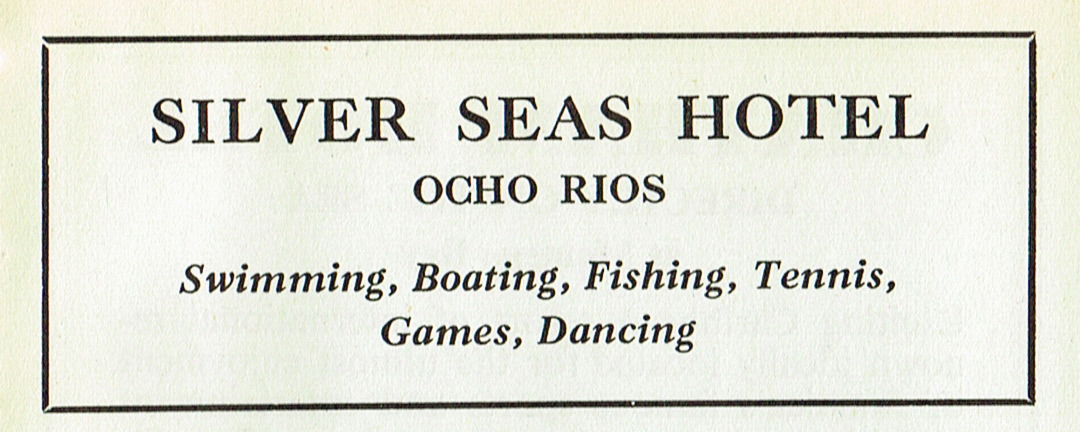 SILVER SEAS HOTEL
OCHO RIOS
Swimming, Boating, Fishing, Tennis,
Games, Dancing